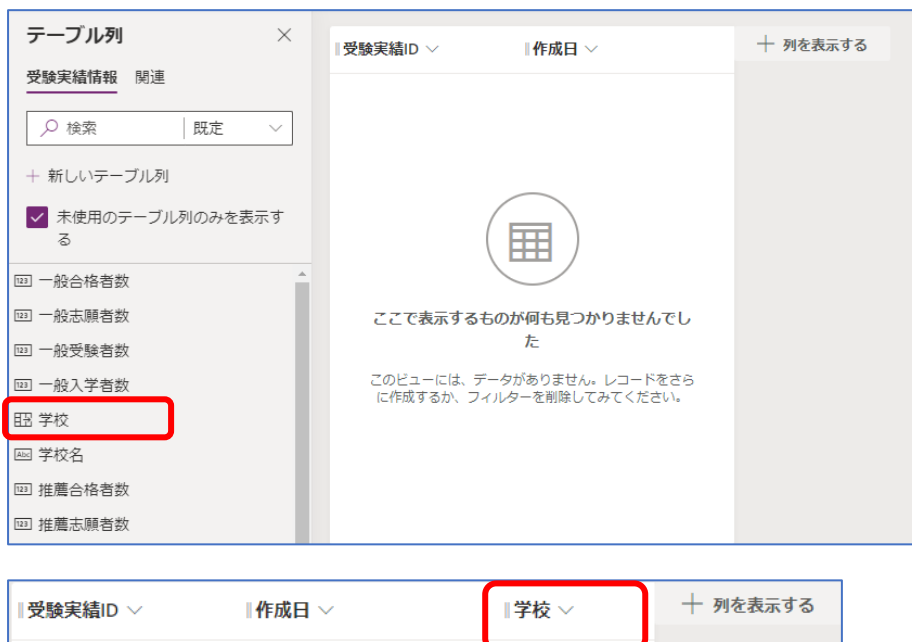 テーブル列
受験実績情報 関連
検索 既定
新しいテーブル列
未使用のテーブル列のみを表示す
る
123 一般合格者数
123 一般志願者数
123 一般受験者数
123 一般入学者数
学校
Abc 学校名
123 推薦合格者数
123 推薦志願者数
受験実績ID 作成日 列を表示する
ここで表示するものが何も見つかりませんでし
た
このビューには、データがありません。レコードをさら
に作成するか、フィルターを削除してみてください。
受験実績ID 作成日 学校 列を表示する